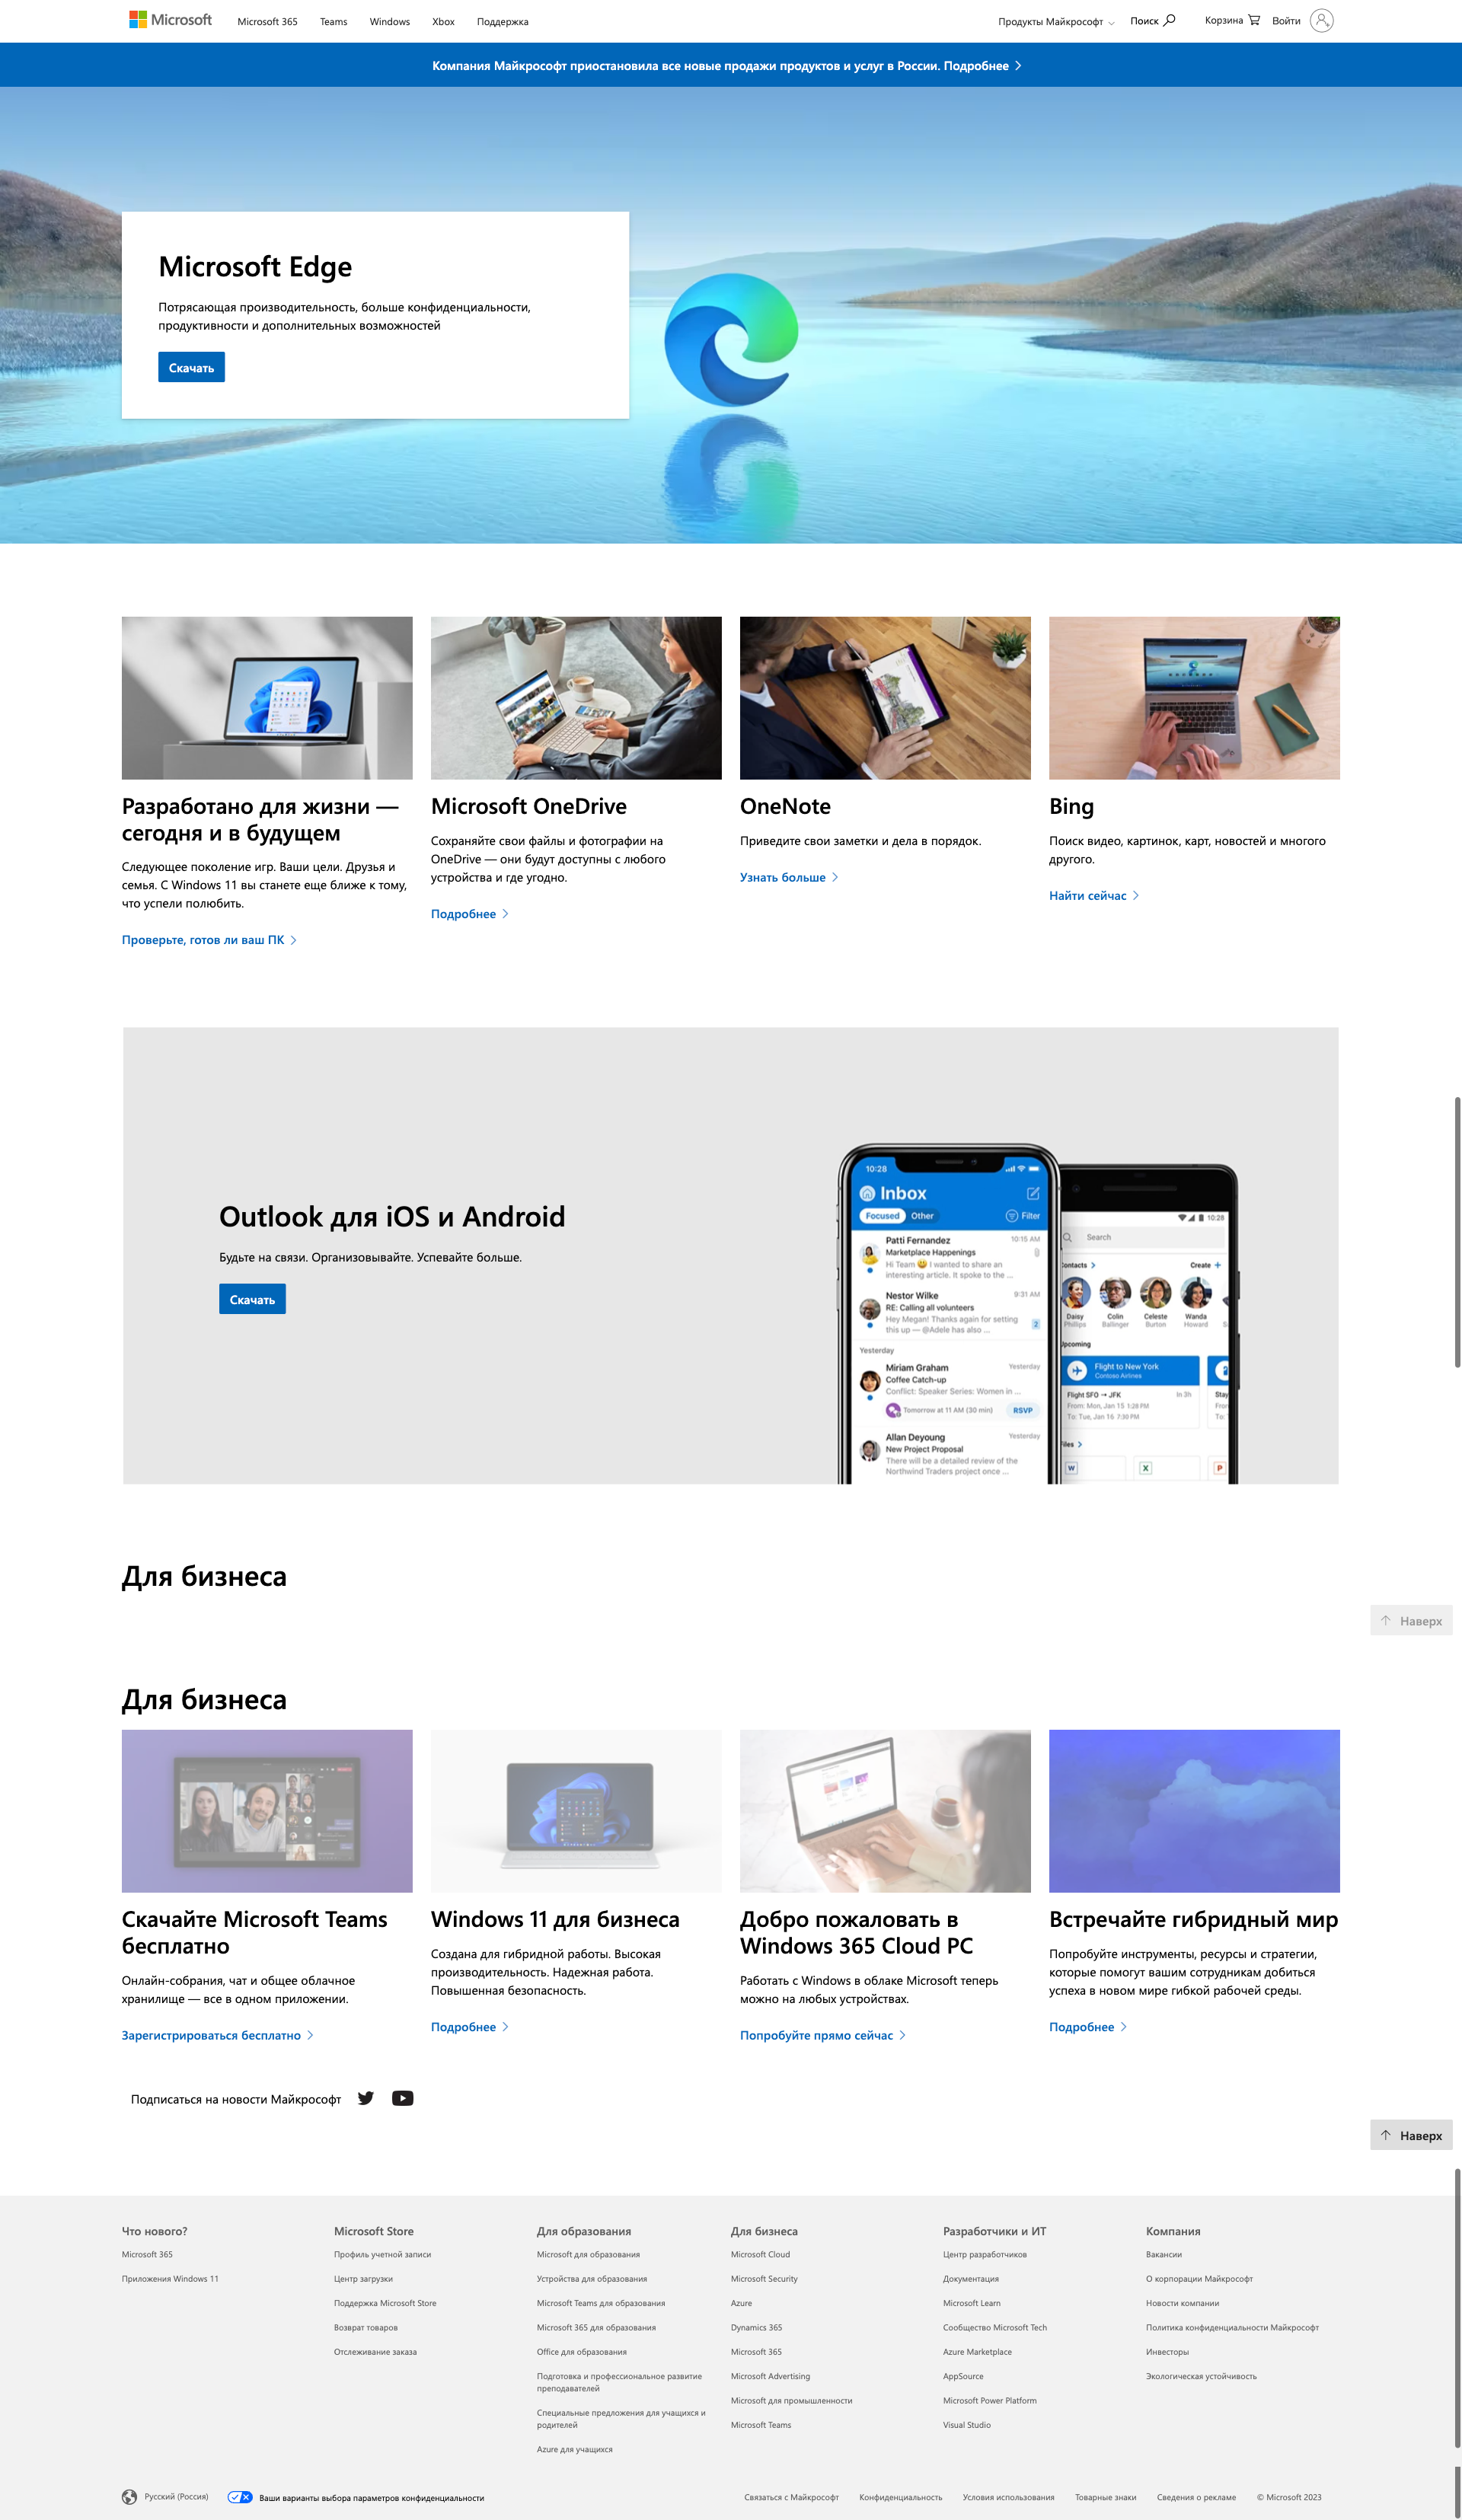 Microsoft
Microsoft 365
Teams
Windows
Xbox
Поддержка
Продукты Майкрософт
Поиск
Корзина
Войти
Компания Майкрософт приостановила все новые продажи продуктов и услуг в России. Подробнее
Microsoft Edge
Потрясающая производительность, больше конфиденциальности,
продуктивности и дополнительных возможностей
Скачать
Разработано для жизни —
сегодня и в будущем
Следующее поколение игр. Ваши цели. Друзья и
семья. С Windows 11 вы станете еще ближе к тому,
что успели полюбить.
Проверьте, готов ли ваш ПК
Microsoft OneDrive
Сохраняйте свои файлы и фотографии на
OneDrive — они будут доступны с любого
устройства и где угодно.
Подробнее
OneNote
Приведите свои заметки и дела в порядок.
Узнать больше
Bing
Поиск видео, картинок, карт, новостей и многого
другого.
Найти сейчас
Outlook для iOS и Android
Будьте на связи. Организовывайте. Успевайте больше.
Скачать
10:28
Inbox
Focused
Other
Filter
Patti Fernandez
10:15 AM
Marketplace Happenings
Hi Team 😀 I wanted to share an
interesting article. It spoke to the ...
Nestor Wilke
9:31 AM
RE: Calling all volunteers
Hey Megan! Thanks again for setting
this up — @Adele has also ...
2
Yesterday
Miriam Graham
Yesterday
Coffee Catch-up
Conflict: Speaker Series: Women in ...
Tomorrow at 11 AM (30 min)
RSVP
Allan Deyoung
Yesterday
New Project Proposal
There will be a detailed review of the
Northwind Traders project once ...
10:28
Search
Contacts
Create +
Daisy
Phillips
Colin
Ballinger
Celeste
Burton
Wanda
Howard
Upcoming
Flight to New York
Contoso Airlines
Flight SFO → JFK
In 3h
From: Mon, Jan 15 1:28 PM
To: Tue, Jan 16 7:30 PM
Stay
Files
W
X
P
Для бизнеса
Наверх
Для бизнеса
Скачайте Microsoft Teams
бесплатно
Онлайн-собрания, чат и общее облачное
хранилище — все в одном приложении.
Зарегистрироваться бесплатно
Windows 11 для бизнеса
Создана для гибридной работы. Высокая
производительность. Надежная работа.
Повышенная безопасность.
Подробнее
Добро пожаловать в
Windows 365 Cloud PC
Работать с Windows в облаке Microsoft теперь
можно на любых устройствах.
Попробуйте прямо сейчас
Встречайте гибридный мир
Попробуйте инструменты, ресурсы и стратегии,
которые помогут вашим сотрудникам добиться
успеха в новом мире гибкой рабочей среды.
Подробнее
Подписаться на новости Майкрософт
Наверх
Что нового?
Microsoft 365
Приложения Windows 11
Microsoft Store
Профиль учетной записи
Центр загрузки
Поддержка Microsoft Store
Возврат товаров
Отслеживание заказа
Для образования
Microsoft для образования
Устройства для образования
Microsoft Teams для образования
Microsoft 365 для образования
Office для образования
Подготовка и профессиональное развитие
преподавателей
Специальные предложения для учащихся и
родителей
Azure для учащихся
Для бизнеса
Microsoft Cloud
Microsoft Security
Azure
Dynamics 365
Microsoft 365
Microsoft Advertising
Microsoft для промышленности
Microsoft Teams
Разработчики и ИТ
Центр разработчиков
Документация
Microsoft Learn
Сообщество Microsoft Tech
Azure Marketplace
AppSource
Microsoft Power Platform
Visual Studio
Компания
Вакансии
О корпорации Майкрософт
Новости компании
Политика конфиденциальности Майкрософт
Инвесторы
Экологическая устойчивость
Русский (Россия)
Ваши варианты выбора параметров конфиденциальности
Связаться с Майкрософт
Конфиденциальность
Условия использования
Товарные знаки
Сведения о рекламе
© Microsoft 2023